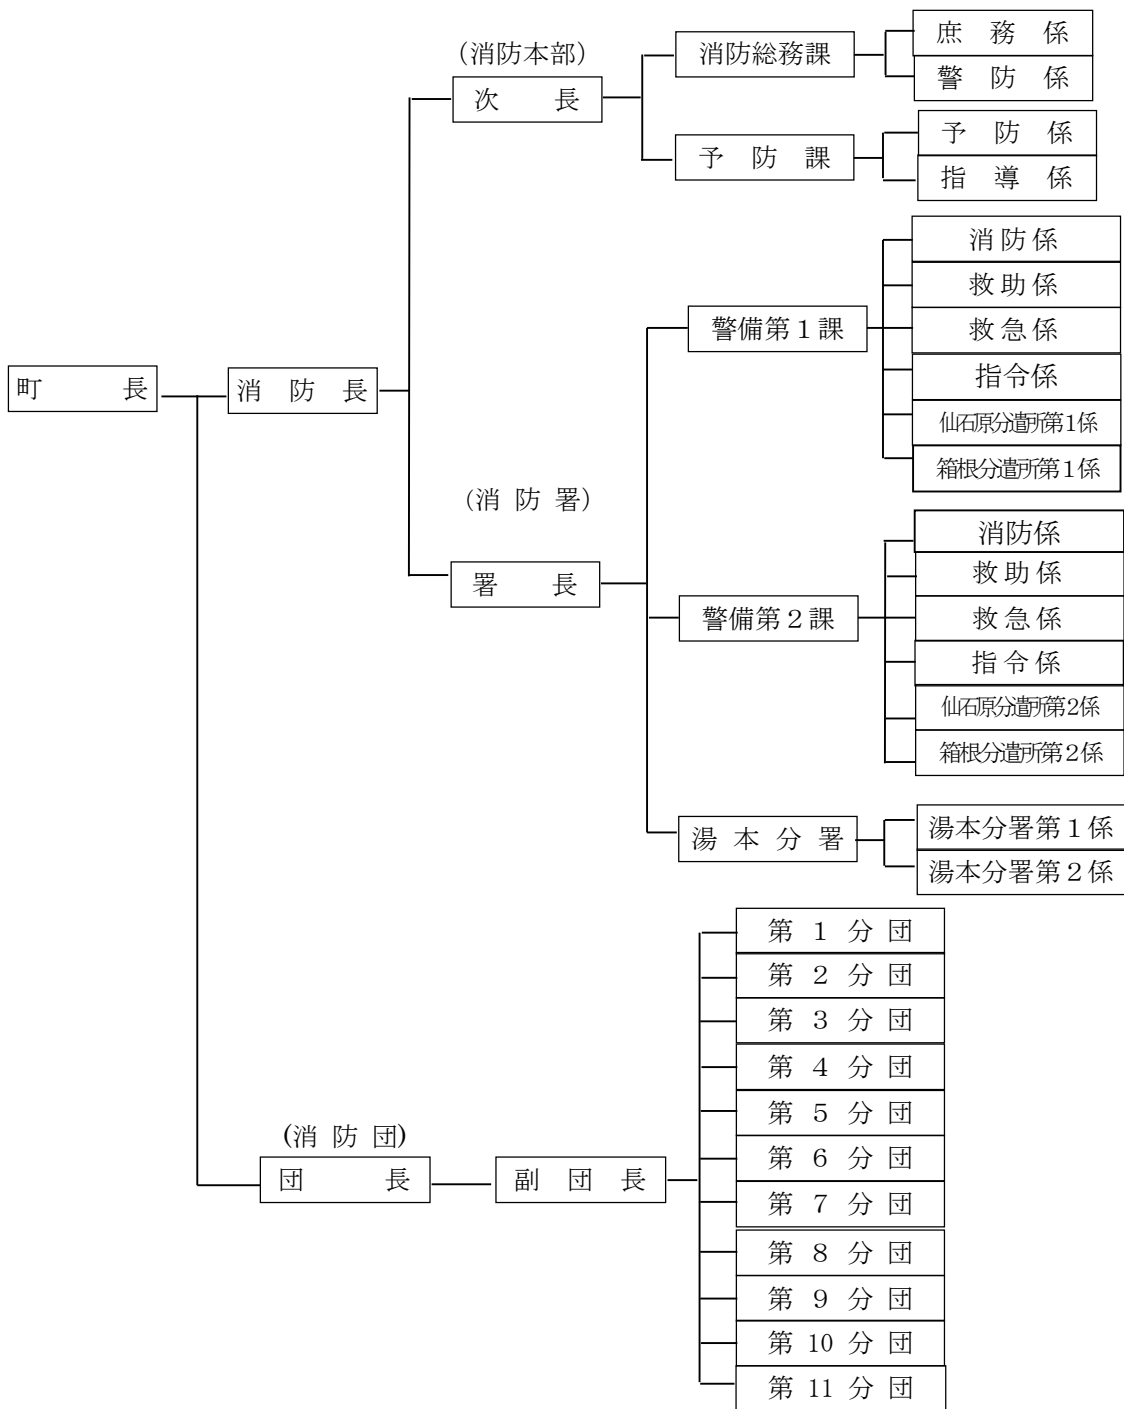 (消防本部)
次長
消防総務課
庶務係
警防係
予防課
予防係
指導係
町長
消防長
(消防署)
署長
警備第１課
消防係
救助係
救急係
指令係
仙石原分遣所第1係
箱根分遣所第１係
警備第２課
消防係
救助係
救急係
指令係
仙石原分遣所第2係
箱根分遣所第２係
湯本分署
湯本分署第１係
湯本分署第２係
(消防団)
団長
副団長
第１分団
第２分団
第３分団
第４分団
第５分団
第６分団
第７分団
第８分団
第９分団
第10分団
第11分団